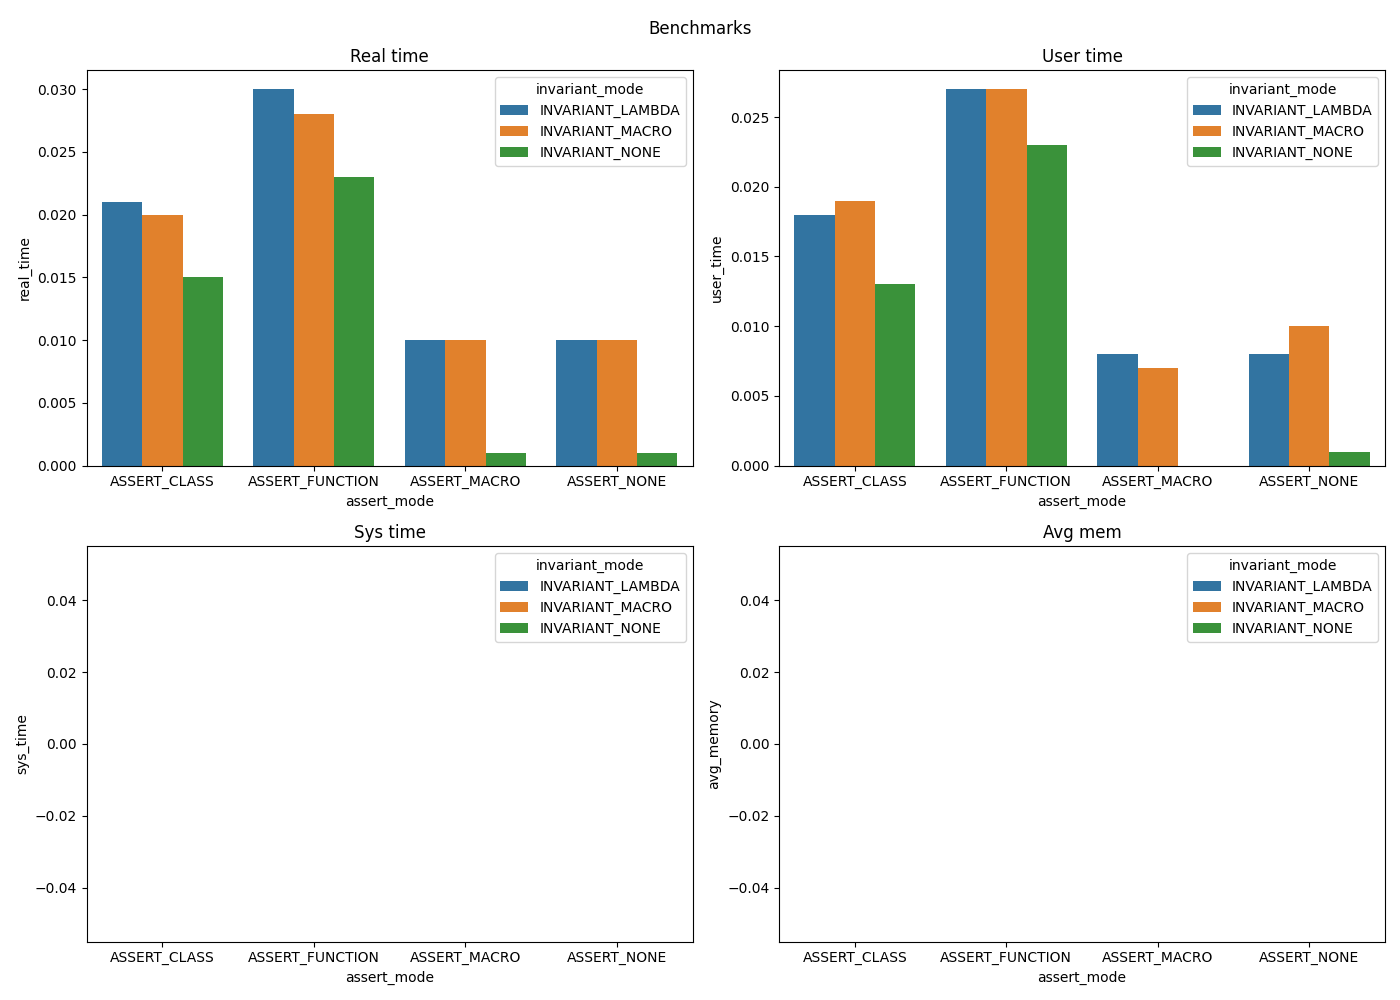 Benchmarks
Real time
real_time
0.030
0.025
0.020
0.015
0.010
0.005
0.000
invariant_mode
INVARIANT_LAMBDA
INVARIANT_MACRO
INVARIANT_NONE
ASSERT_CLASS ASSERT_FUNCTION ASSERT_MACRO ASSERT_NONE
assert_mode
User time
user_time
0.025
0.020
0.015
0.010
0.005
0.000
invariant_mode
INVARIANT_LAMBDA
INVARIANT_MACRO
INVARIANT_NONE
ASSERT_CLASS ASSERT_FUNCTION ASSERT_MACRO ASSERT_NONE
assert_mode
Sys time
sys_time
0.04
0.02
0.00
−0.02
−0.04
invariant_mode
INVARIANT_LAMBDA
INVARIANT_MACRO
INVARIANT_NONE
ASSERT_CLASS ASSERT_FUNCTION ASSERT_MACRO ASSERT_NONE
assert_mode
Avg mem
avg_memory
0.04
0.02
0.00
−0.02
−0.04
invariant_mode
INVARIANT_LAMBDA
INVARIANT_MACRO
INVARIANT_NONE
ASSERT_CLASS ASSERT_FUNCTION ASSERT_MACRO ASSERT_NONE
assert_mode